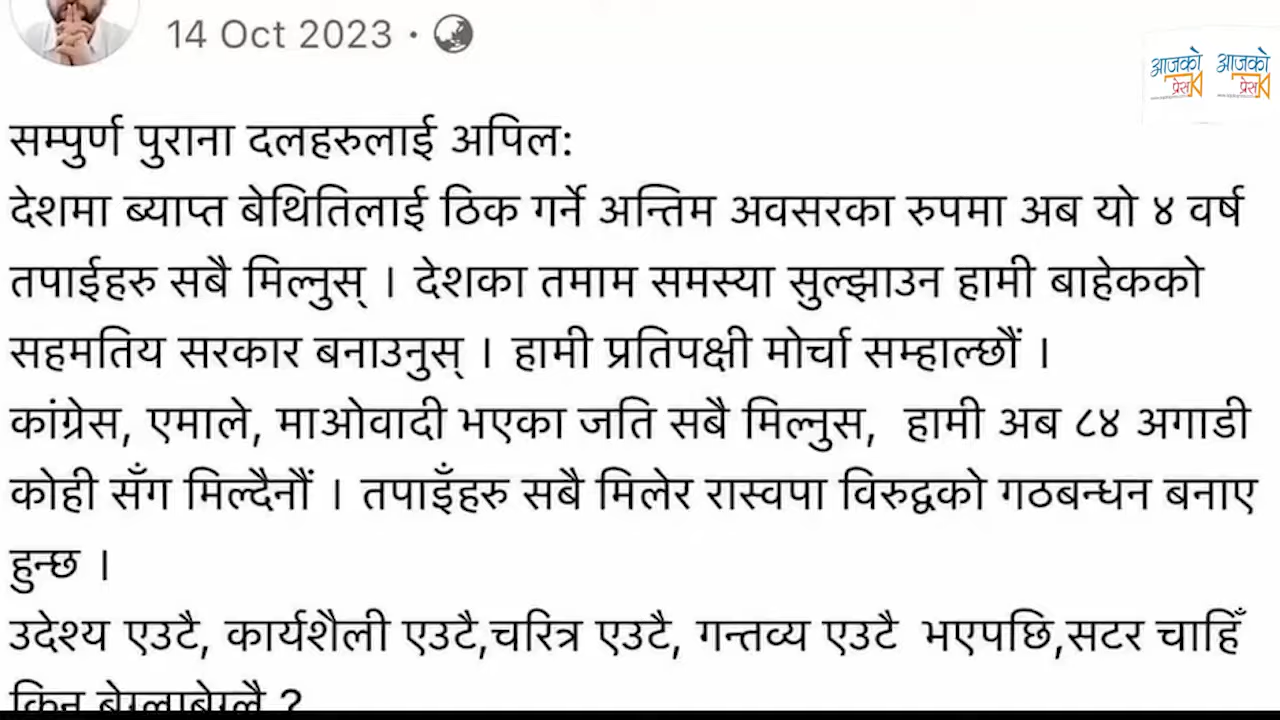 14 Oct 2023 ·
आजको प्रेस आजको प्रेस
सम्पुर्ण पुराना दलहरुलाई अपिल:
देशमा ब्याप्त बेथितिलाई ठिक गर्ने अन्तिम अवसरका रुपमा अब यो ४ वर्ष
तपाईहरु सबै मिल्नुस् । देशका तमाम समस्या सुल्झाउन हामी बाहेकको
सहमतिय सरकार बनाउनुस् । हामी प्रतिपक्षी मोर्चा सम्हाल्छौं ।
कांग्रेस, एमाले, माओवादी भएका जति सबै मिल्नुस, हामी अब ८४ अगाडी
कोही सँग मिल्दैनौं । तपाइँहरु सबै मिलेर रास्वपा विरुद्वको गठबन्धन बनाए
हुन्छ ।
उदेश्य एउटै, कार्यशैली एउटै,चरित्र एउटै, गन्तव्य एउटै भएपछि,सटर चाहिँ
किन बेग्लाबेग्लै ?